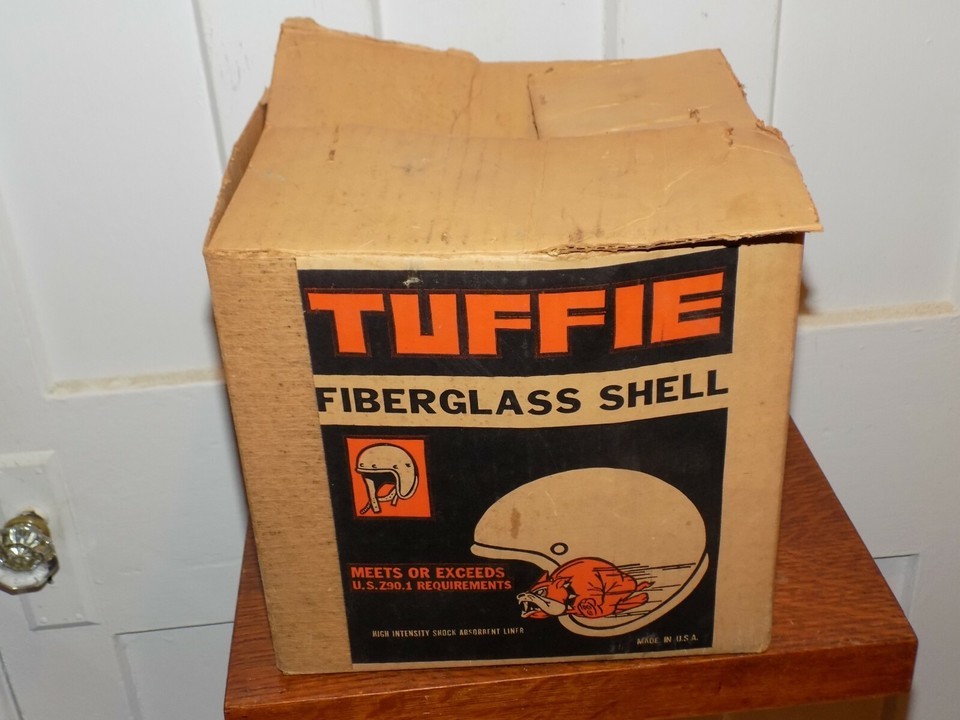 TUFFIE
FIBERGLASS SHELL
MEETS OR EXCEEDS
U.S.Z90.1 REQUIREMENTS
HIGH INTENSITY SHOCK ABSORBENT LINER
MADE IN U.S.A.